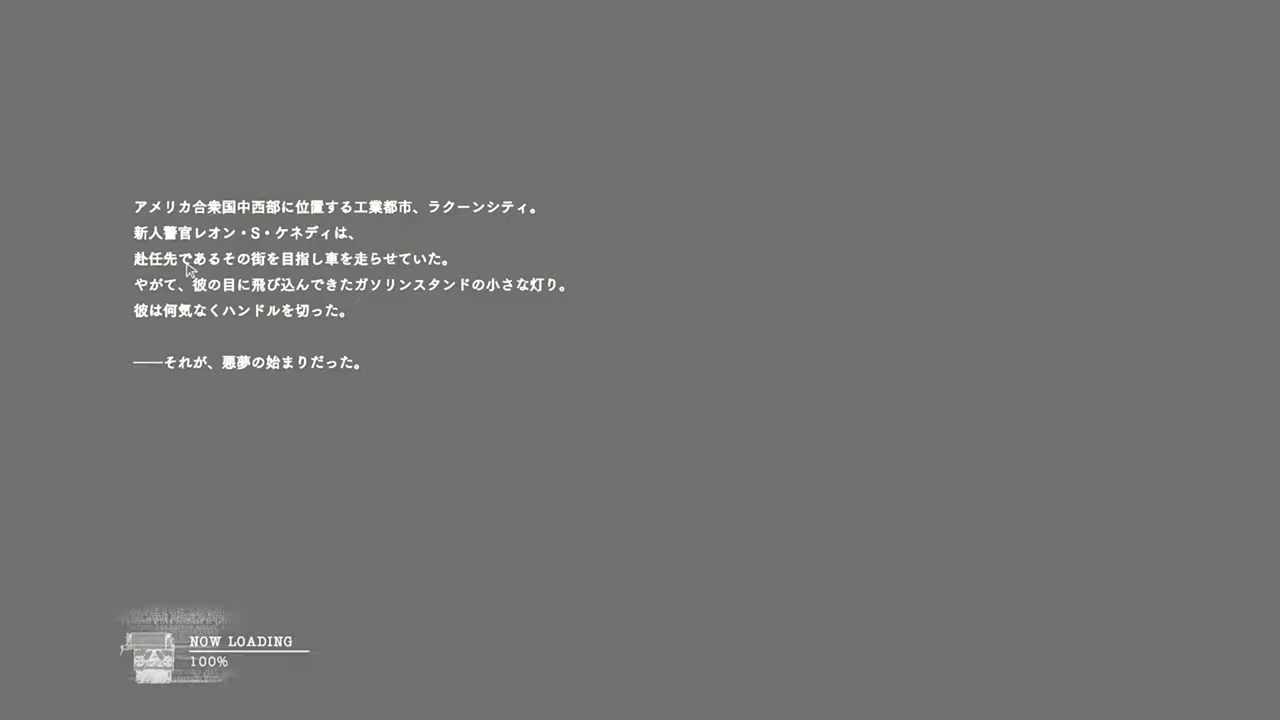 アメリカ合衆国中西部に位置する工業都市、ラクーンシティ。
新人警官レオン・S・ケネディは、
赴任先であるその街を目指し車を走らせていた。
やがて、彼の目に飛び込んできたガソリンスタンドの小さな灯り。
彼は何気なくハンドルを切った。
――それが、悪夢の始まりだった。
NOW LOADING
100%